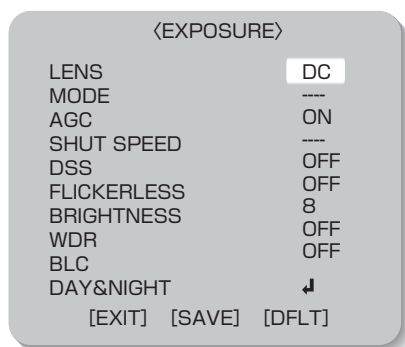 〈EXPOSURE〉
LENS DC
MODE ----
AGC ON
SHUT SPEED ----
DSS OFF
FLICKERLESS OFF
BRIGHTNESS 8
WDR OFF
BLC OFF
DAY&NIGHT ↲
[EXIT] [SAVE] [DFLT]